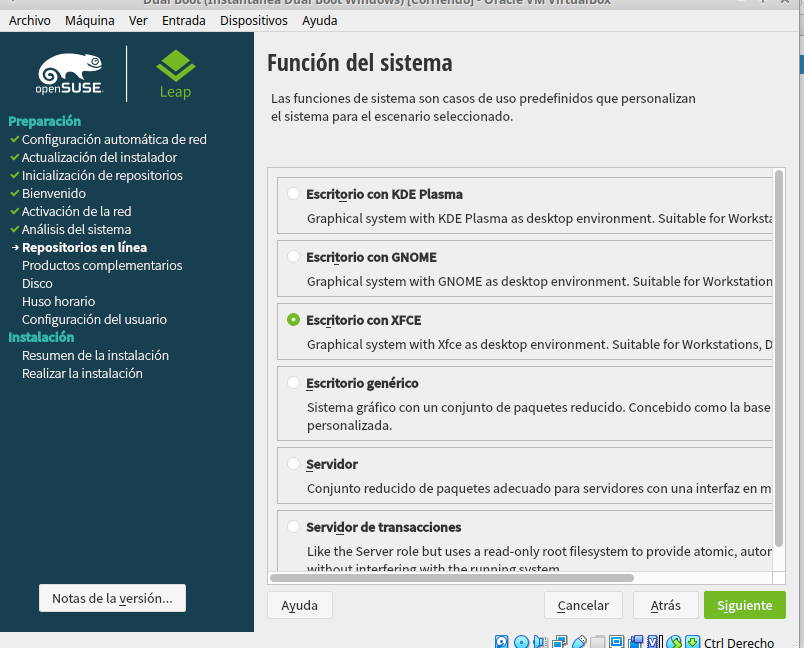 Dual Boot (Instantánea Dual Boot Windows) [Corriendo] - Oracle VM VirtualBox
Archivo Máquina Ver Entrada Dispositivos Ayuda
openSUSE
Leap
Preparación
Configuración automática de red
Actualización del instalador
Inicialización de repositorios
Bienvenido
Activación de la red
Análisis del sistema
Repositorios en línea
Productos complementarios
Disco
Huso horario
Configuración del usuario
Instalación
Resumen de la instalación
Realizar la instalación
Notas de la versión...
Función del sistema
Las funciones de sistema son casos de uso predefinidos que personalizan
el sistema para el escenario seleccionado.
Escritorio con KDE Plasma
Graphical system with KDE Plasma as desktop environment. Suitable for Worksta
Escritorio con GNOME
Graphical system with GNOME as desktop environment. Suitable for Workstation
Escritorio con XFCE
Graphical system with Xfce as desktop environment. Suitable for Workstations, D
Escritorio genérico
Sistema gráfico con un conjunto de paquetes reducido. Concebido como la base
personalizada.
Servidor
Conjunto reducido de paquetes adecuado para servidores con una interfaz en m
Servidor de transacciones
Like the Server role but uses a read-only root filesystem to provide atomic, autor
without interfering with the running system.
Ayuda Cancelar Atrás Siguiente
Ctrl Derecho